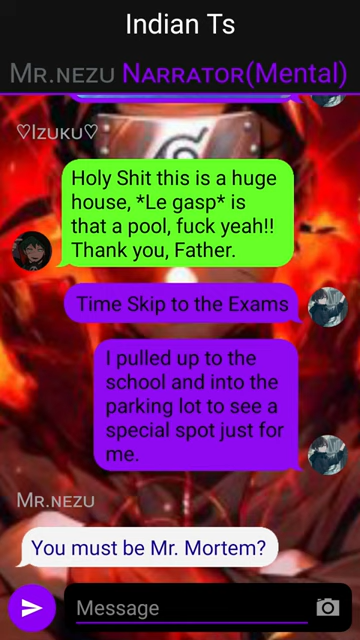 Indian Ts
Mr.nezu Narrator(Mental)
♡Izuku♡
Holy Shit this is a huge
house, *Le gasp* is
that a pool, fuck yeah!!
Thank you, Father.
Time Skip to the Exams
I pulled up to the
school and into the
parking lot to see a
special spot just for
me.
Mr.nezu
You must be Mr. Mortem?
Message